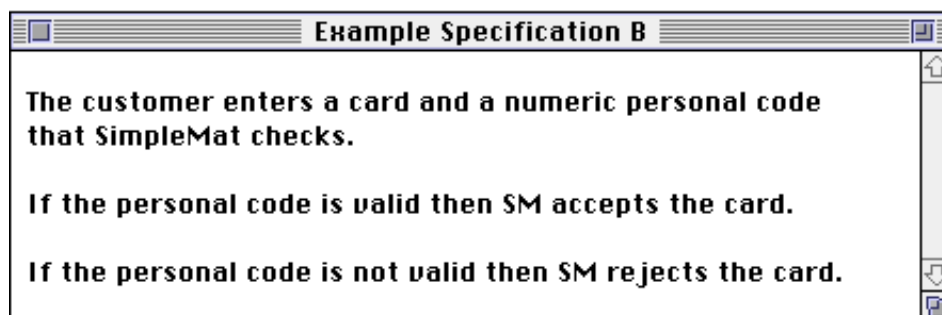 Example Specification B
The customer enters a card and a numeric personal code
that SimpleMat checks.
If the personal code is valid then SM accepts the card.
If the personal code is not valid then SM rejects the card.